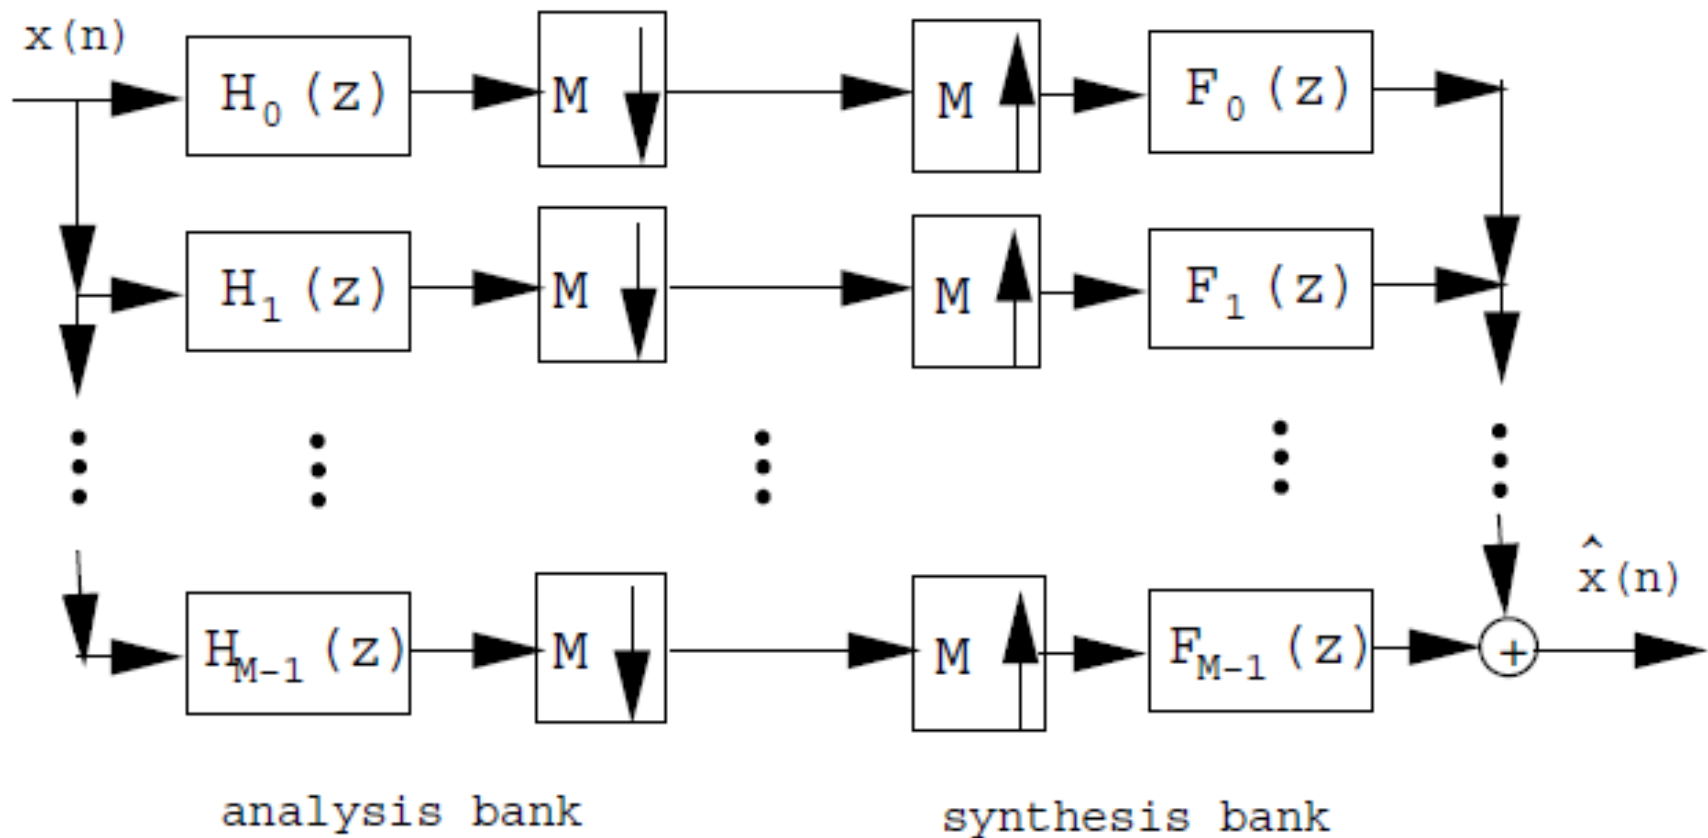 x(n)
H0(z) M M F0(z)
H1(z) M M F1(z)
^
x(n)
HM-1(z) M M FM-1(z) +
analysis bank synthesis bank